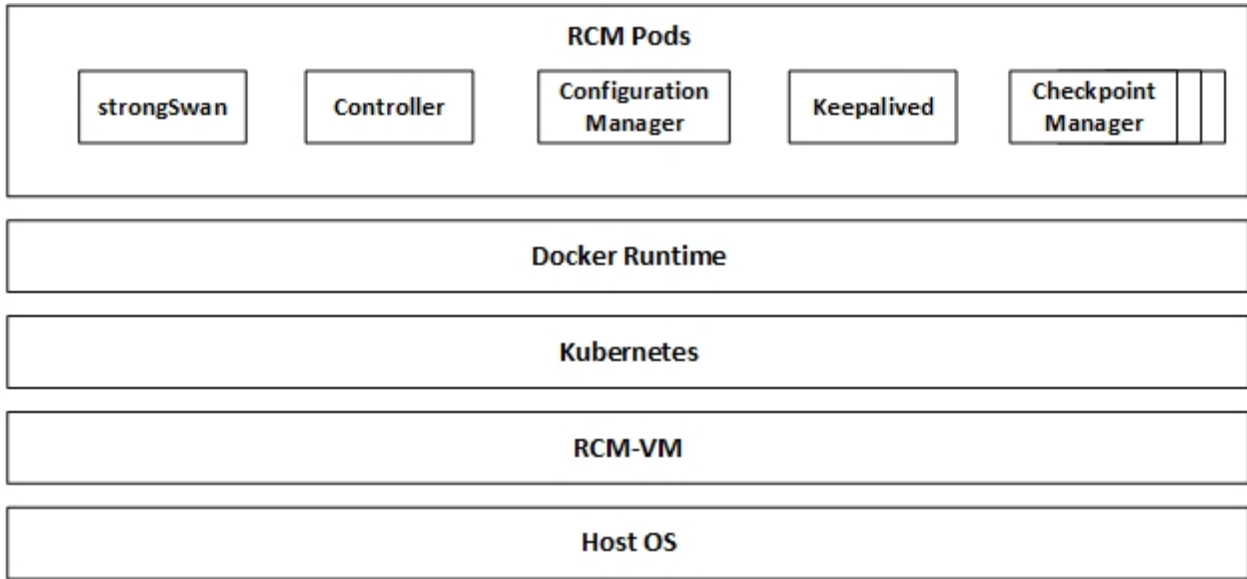 RCM Pods
strongSwan
Controller
Configuration
Manager
Keepalived
Checkpoint
Manager
Docker Runtime
Kubernetes
RCM-VM
Host OS